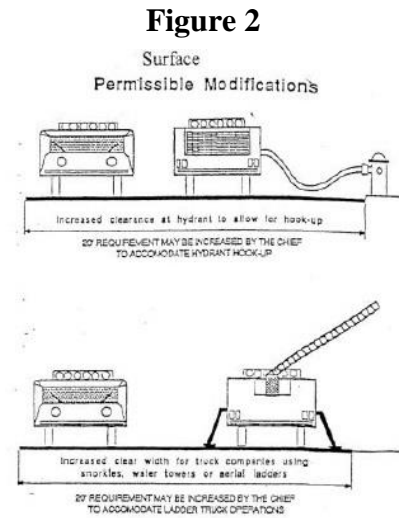 Figure 2
Surface
Permissible Modifications
Increased clearance at hydrant to allow for hook-up
20' REQUIREMENT MAY BE INCREASED BY THE CHIEF
TO ACCOMODATE HYDRANT HOOK-UP
Increased clear width for truck companies using
snorkles, water towers or aerial ladders
20' REQUIREMENT MAY BE INCREASED BY THE CHIEF
TO ACCOMODATE LADDER TRUCK OPERATIONS